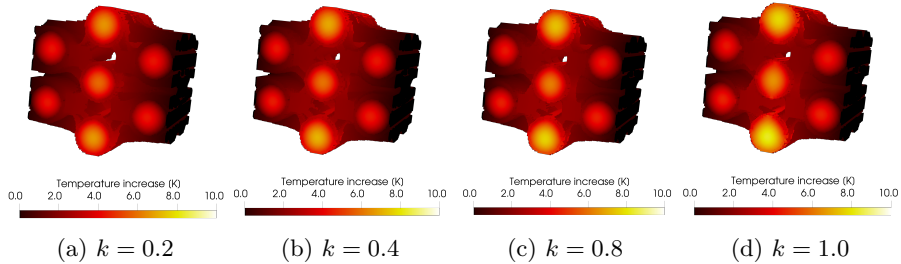 Temperature increase (K)
0.0 2.0 4.0 6.0 8.0 10.0
(a) k = 0.2
Temperature increase (K)
0.0 2.0 4.0 6.0 8.0 10.0
(b) k = 0.4
Temperature increase (K)
0.0 2.0 4.0 6.0 8.0 10.0
(c) k = 0.8
Temperature increase (K)
0.0 2.0 4.0 6.0 8.0 10.0
(d) k = 1.0